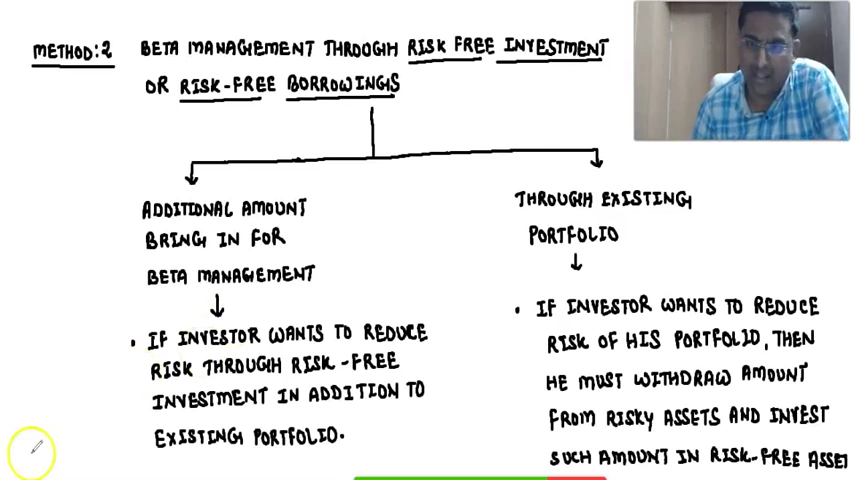 METHOD:2 BETA MANAGEMENT THROUGH RISK FREE INVESTMENT
OR RISK-FREE BORROWINGS
ADDITIONAL AMOUNT
BRING IN FOR
BETA MANAGEMENT
• IF INVESTOR WANTS TO REDUCE
RISK THROUGH RISK-FREE
INVESTMENT IN ADDITION TO
EXISTING PORTFOLIO.
THROUGH EXISTING
PORTFOLIO
• IF INVESTOR WANTS TO REDUCE
RISK OF HIS PORTFOLIO, THEN
HE MUST WITHDRAW AMOUNT
FROM RISKY ASSETS AND INVEST
SUCH AMOUNT IN RISK-FREE ASSET